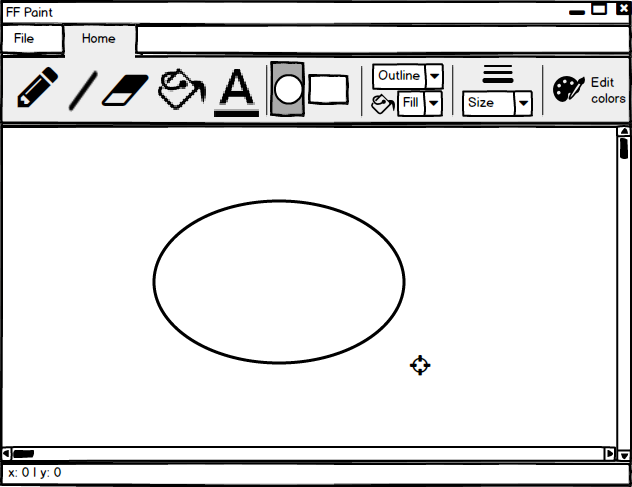 FF Paint
File
Home
A
Outline
Fill
Size
Edit
colors
x: 0 | y: 0